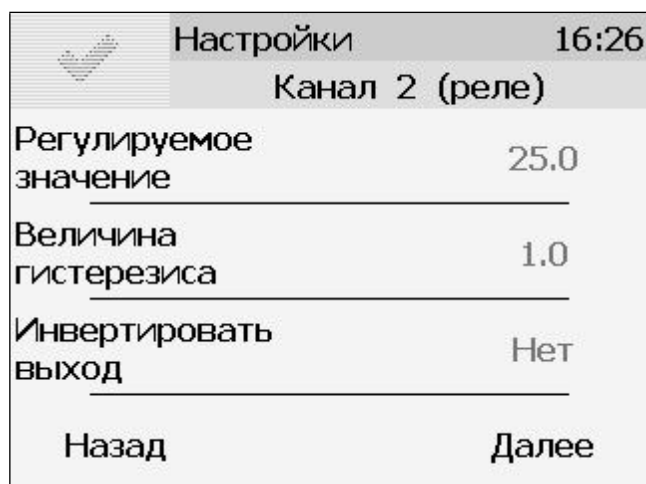 Настройки 16:26
Канал 2 (реле)
Регулируемое
значение 25.0
Величина
гистерезиса 1.0
Инвертировать
выход Нет
Назад Далее